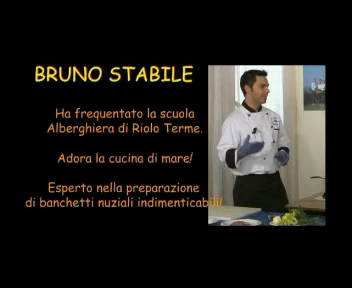 BRUNO STABILE
Ha frequentato la scuola
Alberghiera di Riolo Terme.
Adora la cucina di mare!
Esperto nella preparazione
di banchetti nuziali indimenticabili!